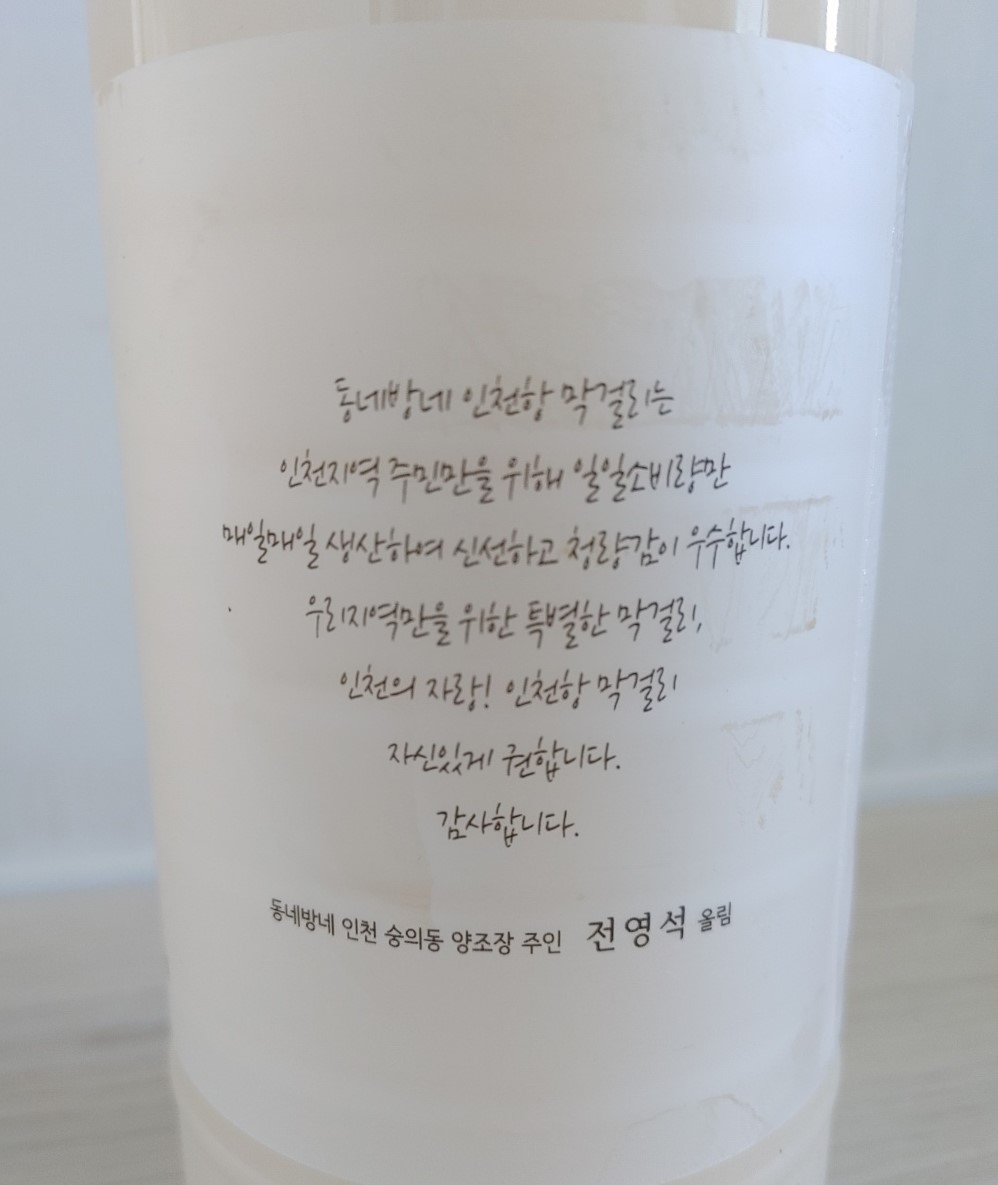 동네방네 인천항 막걸리는
인천지역 주민만을 위해 일일소비량만
매일매일 생산하여 신선하고 청량감이 우수합니다.
우리지역만을 위한 특별한 막걸리,
인천의 자랑! 인천항 막걸리
자신있게 권합니다.
감사합니다.
동네방네 인천 숭의동 양조장 주인 전영석 올림